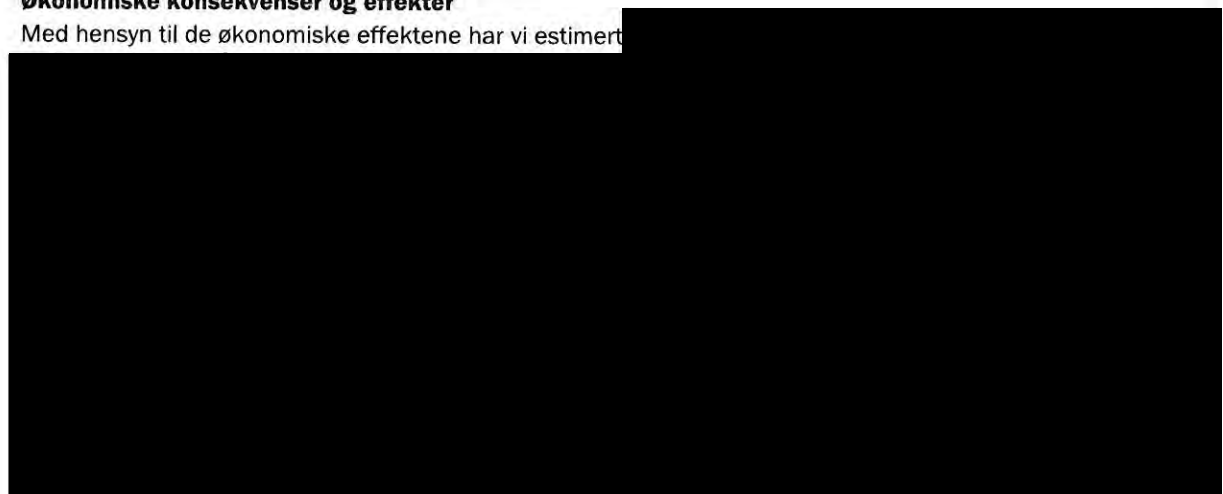 Økonomiske konsekvenser og effekter
Med hensyn til de økonomiske effektene har vi estimert